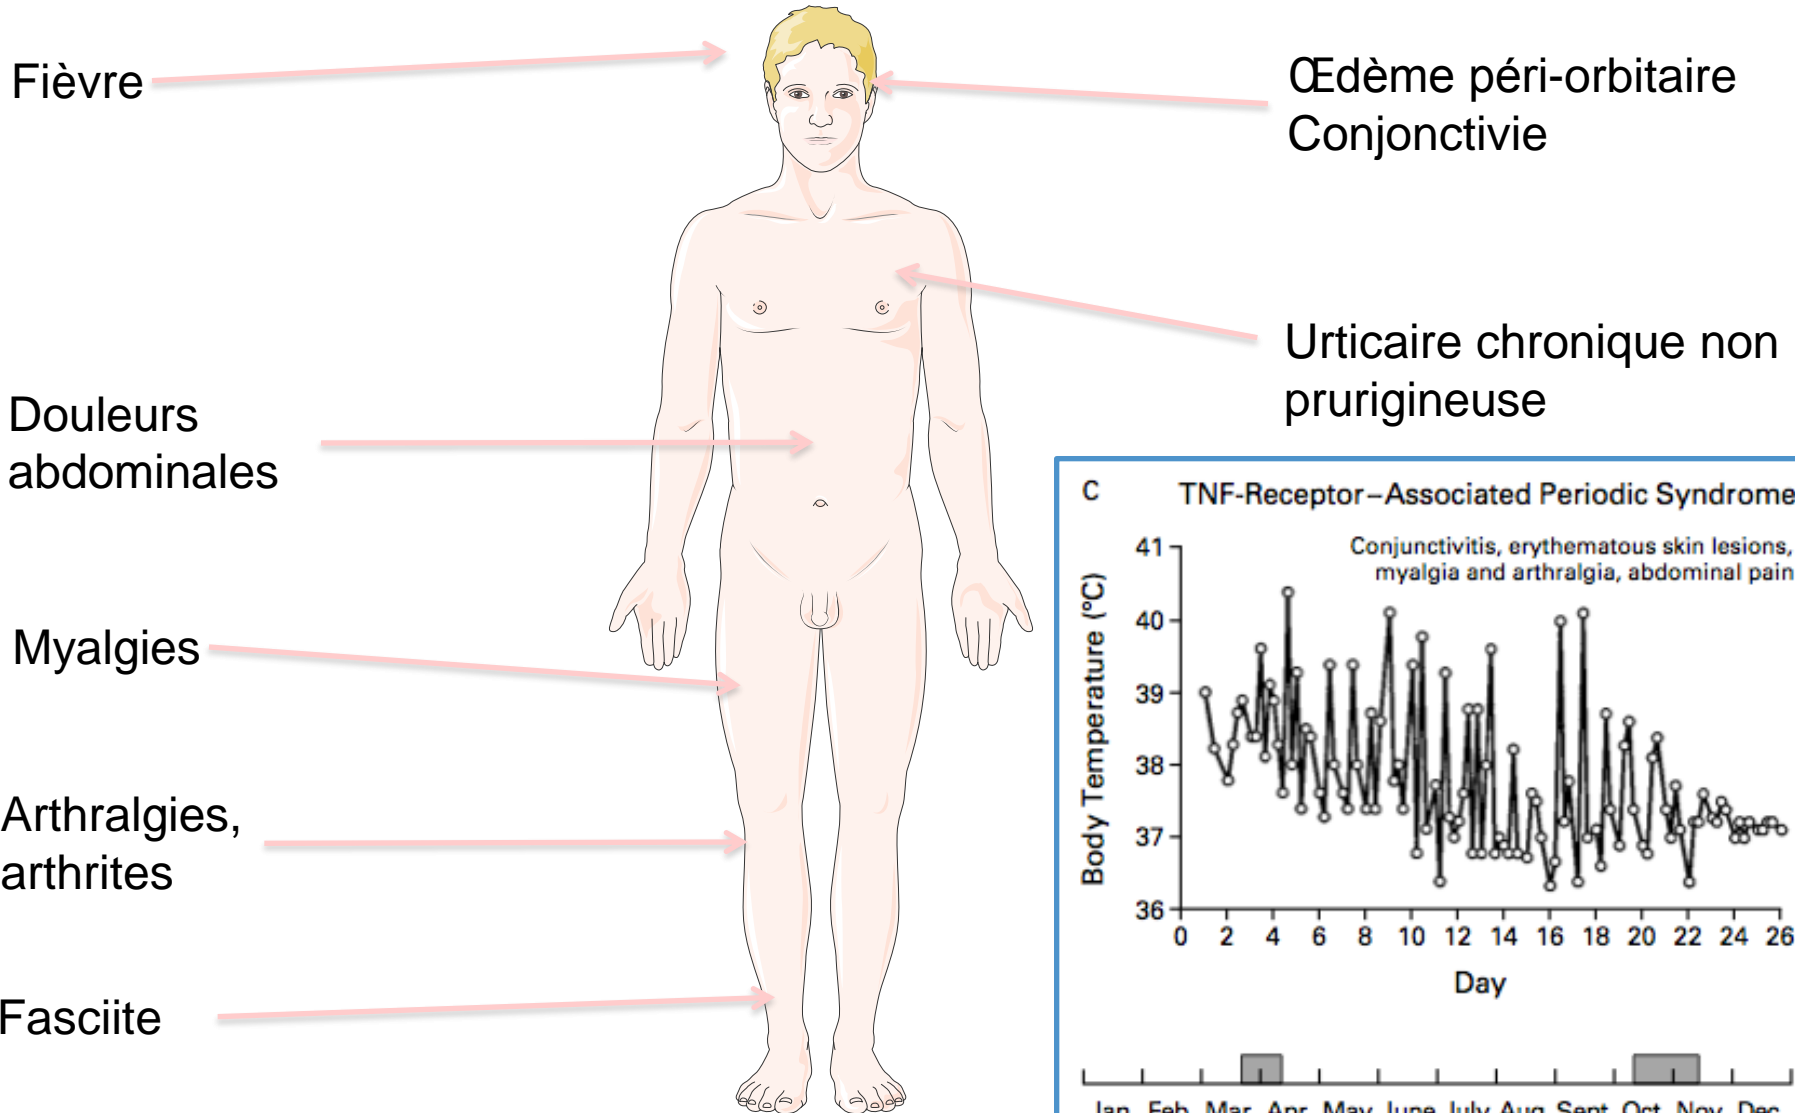 Fièvre
Œdème péri-orbitaire
Conjonctivie
Urticaire chronique non
prurigineuse
Douleurs
abdominales
Myalgies
Arthralgies,
arthrites
Fasciite
C TNF-Receptor–Associated Periodic Syndrome
Conjunctivitis, erythematous skin lesions,
myalgia and arthralgia, abdominal pain
Body Temperature (°C)
41
40
39
38
37
36
0 2 4 6 8 10 12 14 16 18 20 22 24 26
Day
Jan Feb Mar Apr May June July Aug Sept Oct Nov Dec